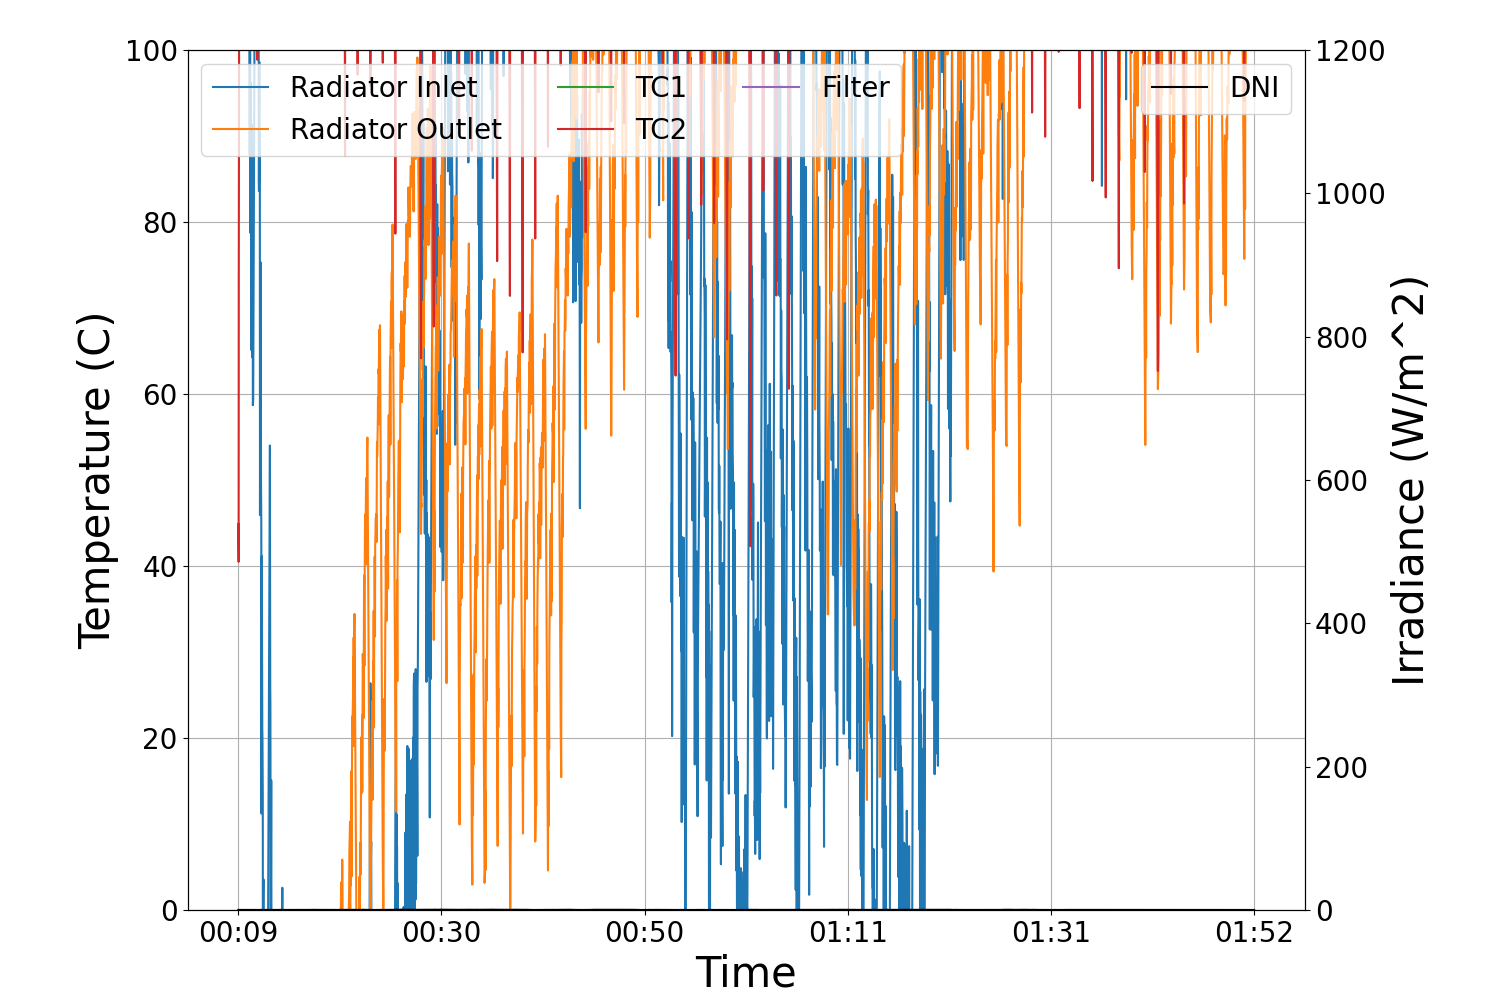 Radiator Inlet
Radiator Outlet
TC1
TC2
Filter
DNI
100
80
60
40
20
0
Temperature (C)
1200
1000
800
600
400
200
0
Irradiance (W/m^2)
00:09 00:30 00:50 01:11 01:31 01:52
Time